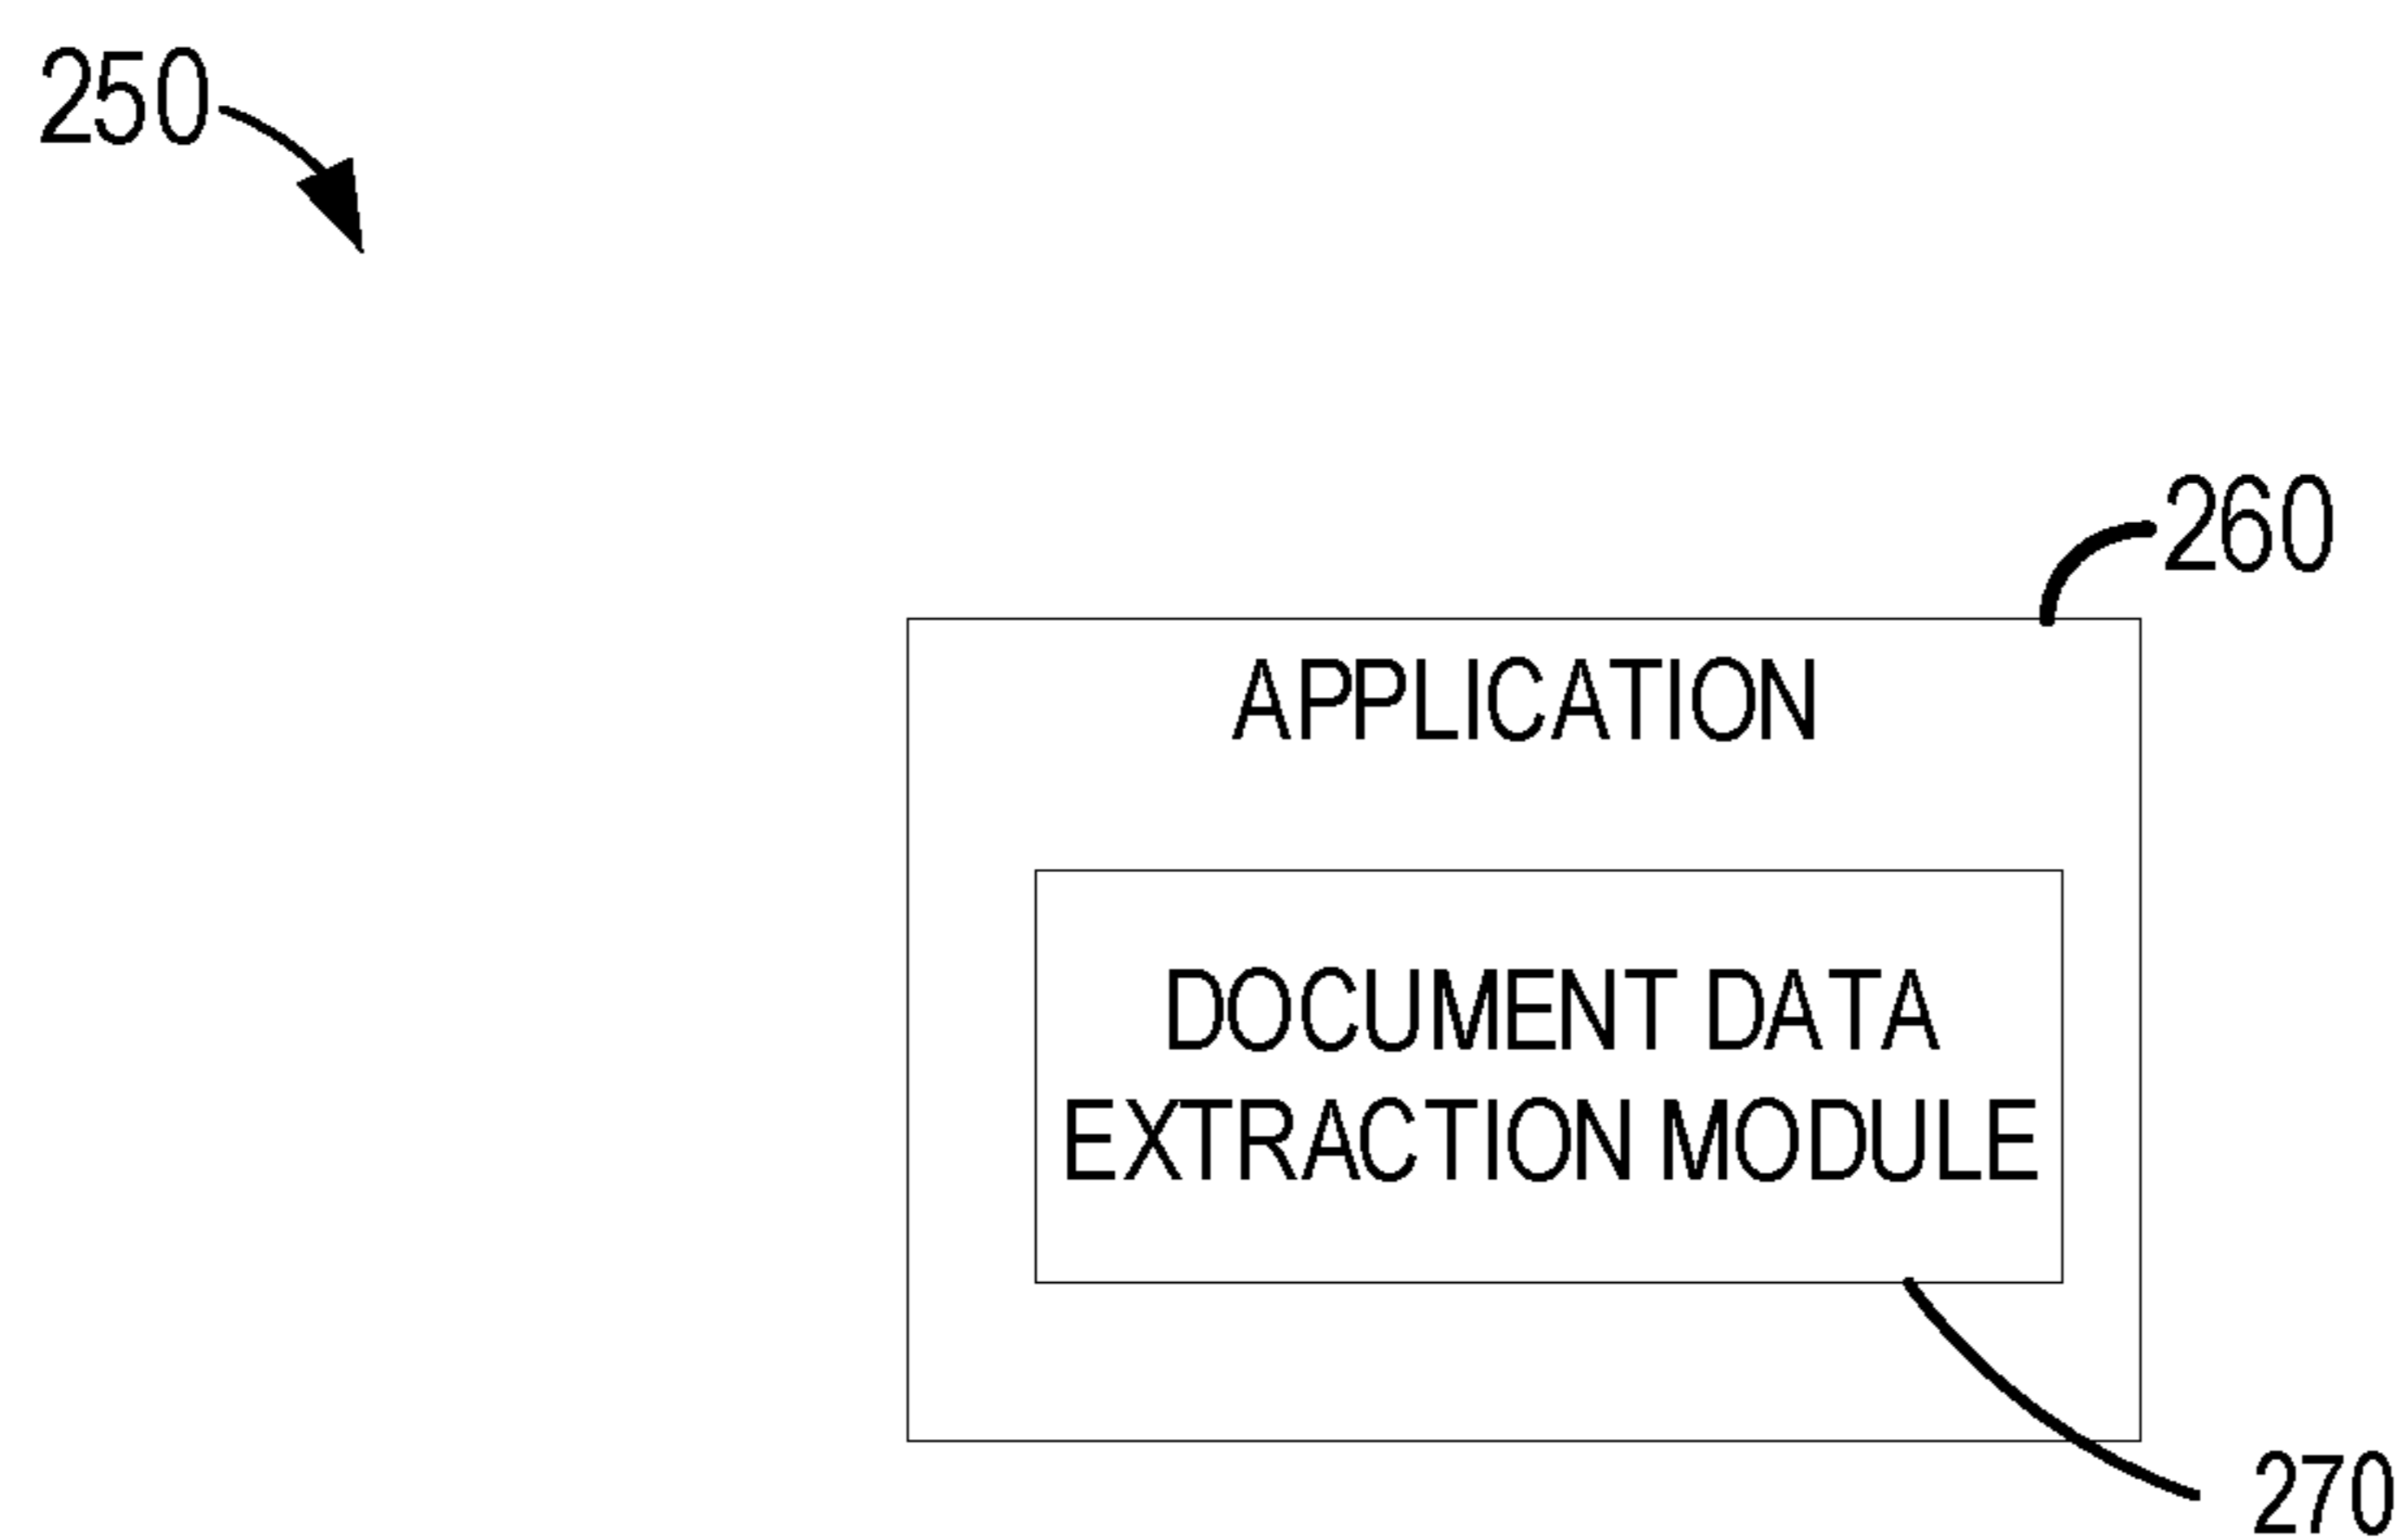 250
260
APPLICATION
DOCUMENT DATA
EXTRACTION MODULE
270